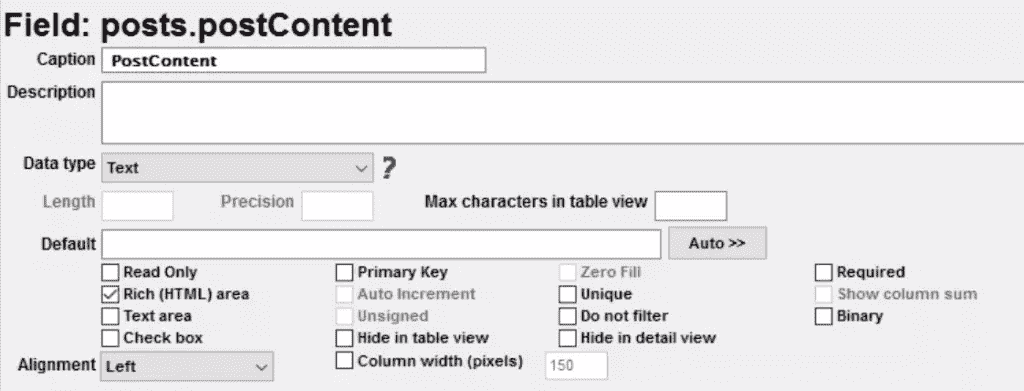 Field: posts.postContent
Caption PostContent
Description
Data type Text ?
Length Precision Max characters in table view
Default Auto >>
Read Only Primary Key Zero Fill Required
Rich (HTML) area Auto Increment Unique Show column sum
Text area Unsigned Do not filter Binary
Check box Hide in table view Hide in detail view
Alignment Left Column width (pixels) 150